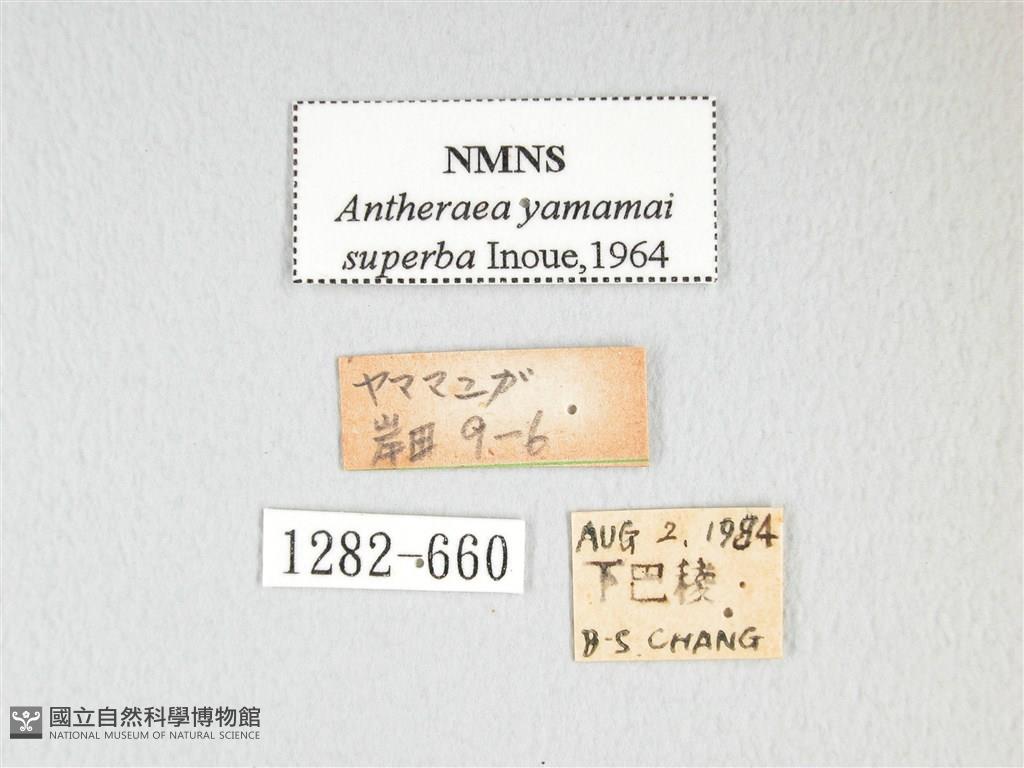 NMNS
Antheraea yamamai
superba Inoue,1964
ヤママユガ
岸田 9-6
1282-660
AUG 2, 1984
下巴稜
B-S CHANG
國立自然科學博物館
NATIONAL MUSEUM OF NATURAL SCIENCE